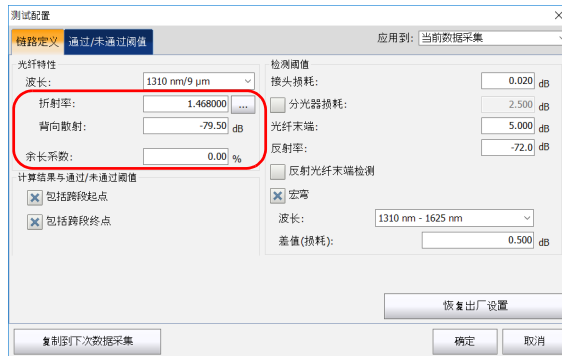 测试配置
链路定义 通过/未通过阈值
应用到: 当前数据采集
光纤特性
波长: 1310 nm/9 µm
折射率: 1.468000 ...
背向散射: -79.50 dB
余长系数: 0.00 %
计算结果与通过/未通过阈值
包括跨段起点
包括跨段终点
检测阈值
接头损耗: 0.020 dB
分光器损耗: 2.500 dB
光纤末端: 5.000 dB
反射率: -72.0 dB
反射光纤末端检测
宏弯
波长: 1310 nm - 1625 nm
差值(损耗): 0.500 dB
恢复出厂设置
复制到下次数据采集
确定 取消